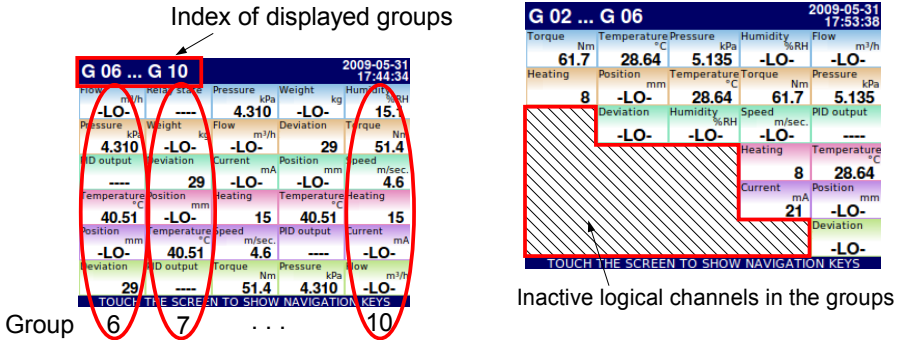 Index of displayed groups
G 06 ... G 10
2009-05-31
17:44:34
Flow Relay state Pressure Weight Humidity
m³/h kPa kg %RH
-LO- ---- 4.310 -LO- 15.1
Pressure Weight Flow Deviation Torque
kPa kg m³/h Nm
4.310 -LO- -LO- 29 51.4
PID output Deviation Current Position Speed
mA mm m/sec.
---- 29 -LO- -LO- 4.6
Temperature Position Heating Temperature Heating
°C mm °C
40.51 -LO- 15 40.51 15
Position Temperature Speed PID output Current
mm °C m/sec. mA
-LO- 40.51 4.6 ---- -LO-
Deviation PID output Torque Pressure Flow
Nm kPa m³/h
29 ---- 51.4 4.310 -LO-
TOUCH THE SCREEN TO SHOW NAVIGATION KEYS
Group 6 7 . . . 10
G 02 ... G 06
2009-05-31
17:53:38
Torque Temperature Pressure Humidity Flow
Nm °C kPa %RH m³/h
61.7 28.64 5.135 -LO- -LO-
Heating Position Temperature Torque Pressure
mm °C Nm kPa
8 -LO- 28.64 61.7 5.135
Deviation Humidity Speed PID output
%RH m/sec.
-LO- -LO- -LO- ----
Heating Temperature
°C
8 28.64
Current Position
mA mm
21 -LO-
Deviation
-LO-
TOUCH THE SCREEN TO SHOW NAVIGATION KEYS
Inactive logical channels in the groups